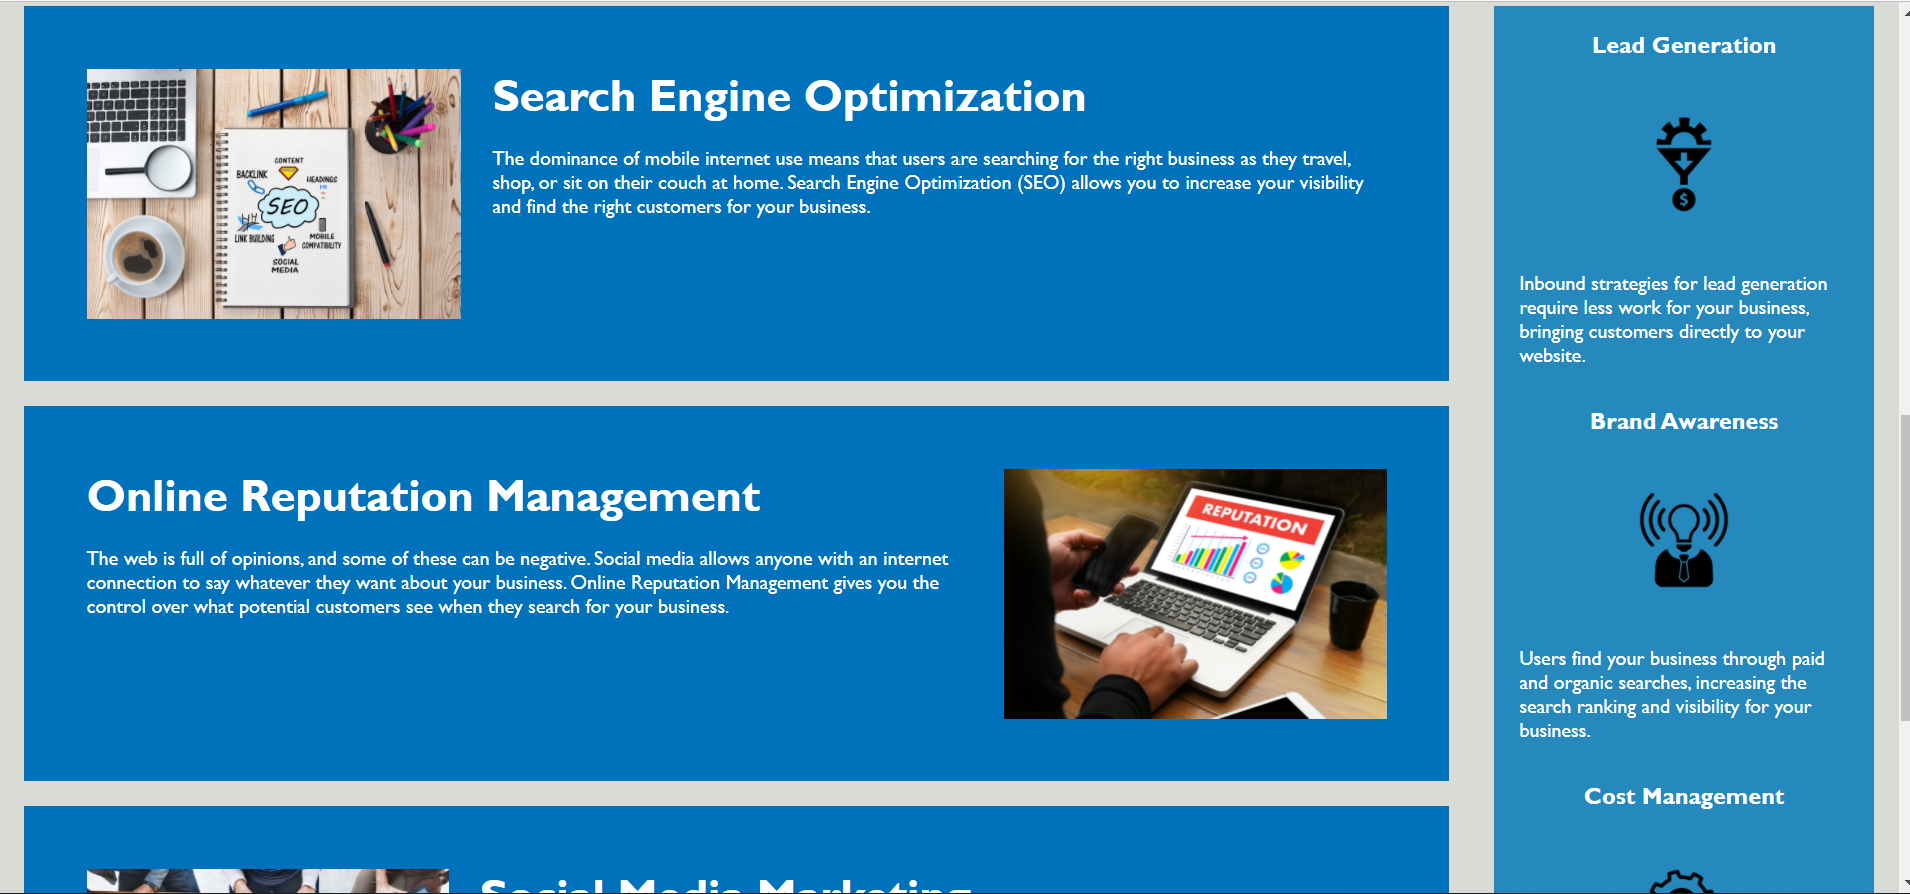 Search Engine Optimization
The dominance of mobile internet use means that users are searching for the right business as they travel,
shop, or sit on their couch at home. Search Engine Optimization (SEO) allows you to increase your visibility
and find the right customers for your business.
CONTENT
BACKLINK
HEADINGS
H1
SEO
LINK BUILDING
MOBILE
COMPATIBILITY
SOCIAL
MEDIA
Online Reputation Management
The web is full of opinions, and some of these can be negative. Social media allows anyone with an internet
connection to say whatever they want about your business. Online Reputation Management gives you the
control over what potential customers see when they search for your business.
REPUTATION
Social Media Marketing
Lead Generation
$
Inbound strategies for lead generation
require less work for your business,
bringing customers directly to your
website.
Brand Awareness
Users find your business through paid
and organic searches, increasing the
search ranking and visibility for your
business.
Cost Management